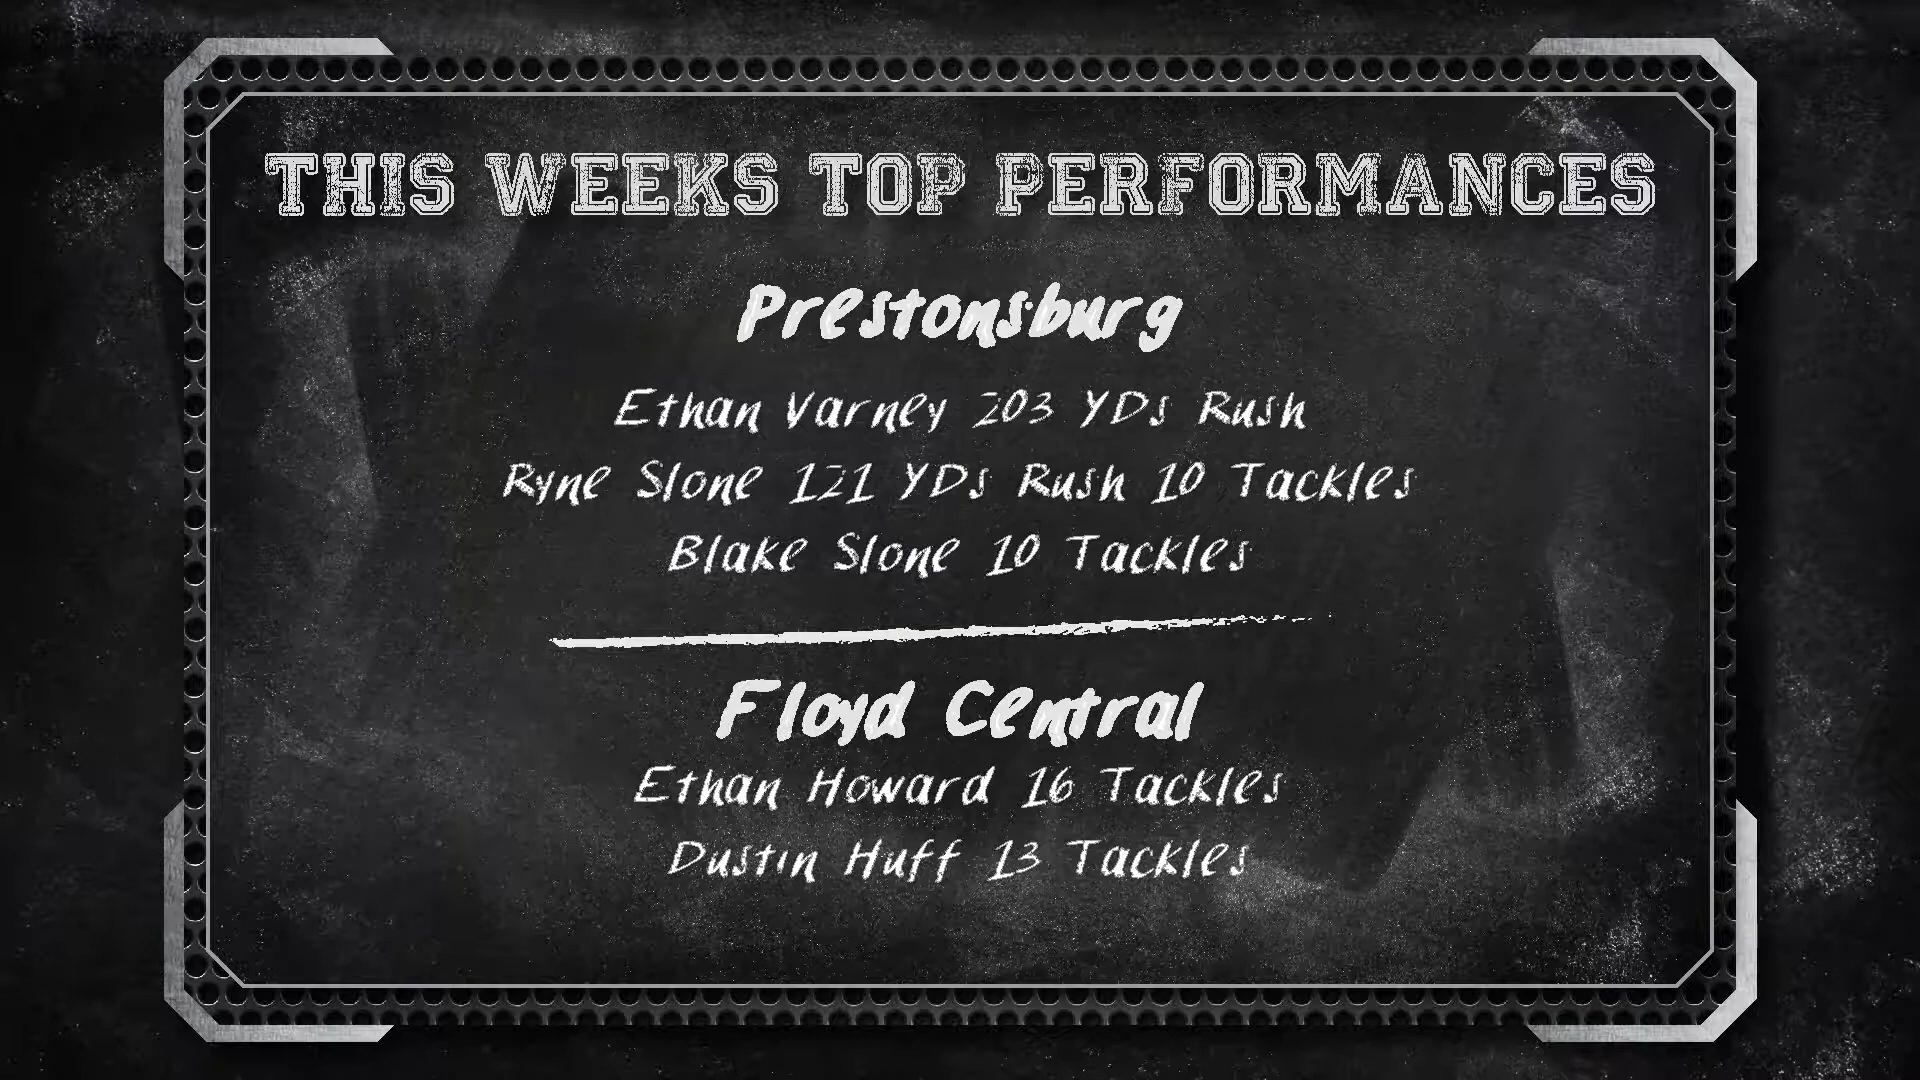 THIS WEEKS TOP PERFORMANCES
Prestonsburg
Ethan Varney 203 YDs Rush
Ryne Slone 121 YDs Rush 10 Tackles
Blake Slone 10 Tackles
Floyd Central
Ethan Howard 16 Tackles
Dustin Huff 13 Tackles